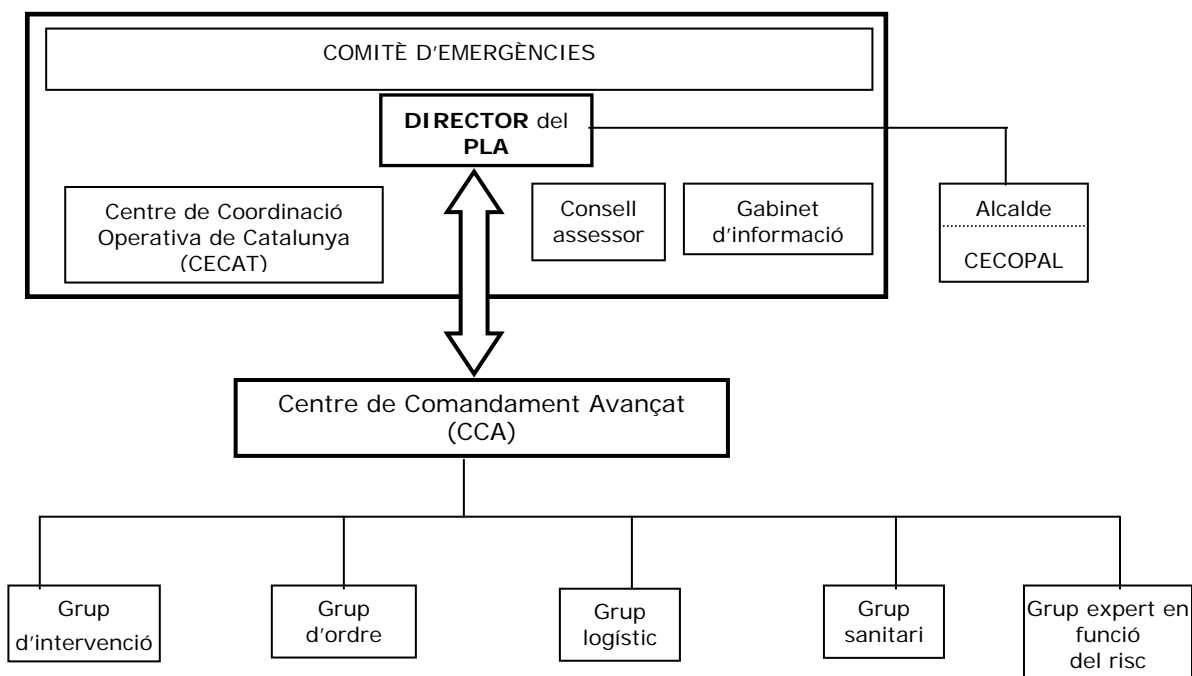 COMITÈ D'EMERGÈNCIES
DIRECTOR del
PLA
Centre de Coordinació
Operativa de Catalunya
(CECAT)
Consell
assessor
Gabinet
d'informació
Alcalde
CECOPAL
Centre de Comandament Avançat
(CCA)
Grup
d'intervenció
Grup
d'ordre
Grup
logístic
Grup
sanitari
Grup expert en
funció
del risc